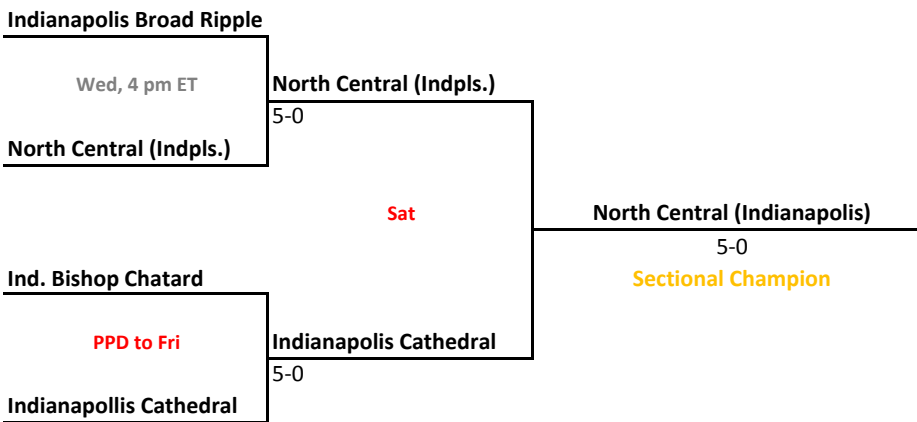 Indianapolis Broad Ripple
Wed, 4 pm ET
North Central (Indpls.)
5-0
North Central (Indpls.)
Sat
North Central (Indianapolis)
5-0
Sectional Champion
Ind. Bishop Chatard
PPD to Fri
Indianapolis Cathedral
5-0
Indianapollis Cathedral